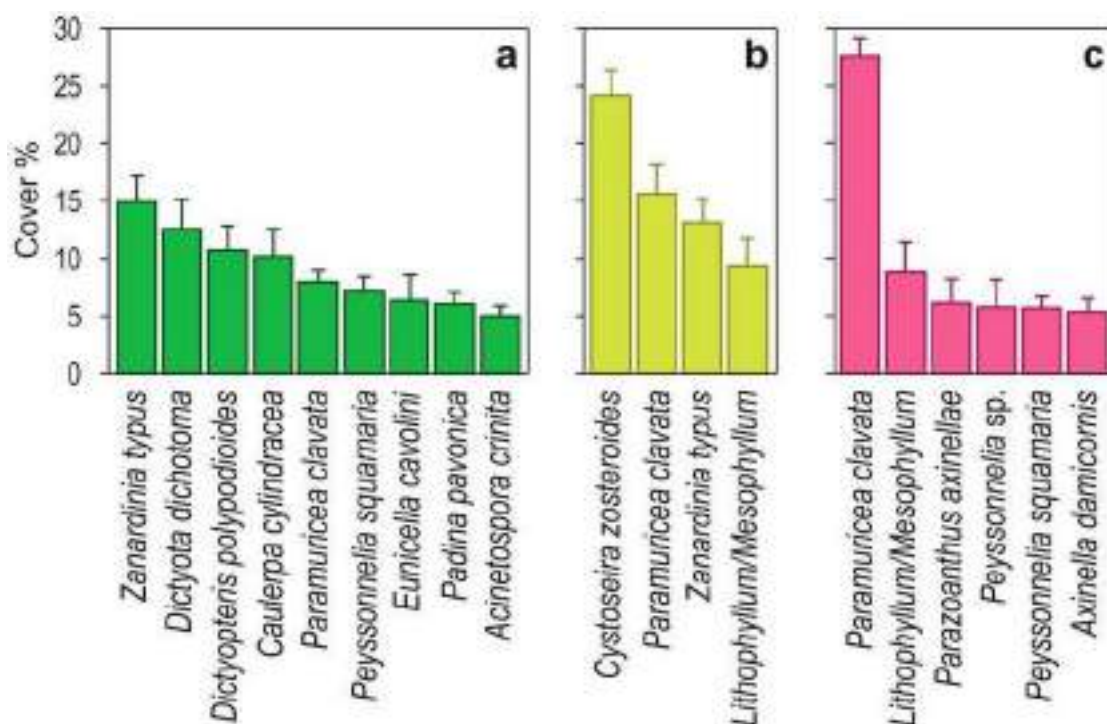 a
b
c
Cover %
30
25
20
15
10
5
0
Zanardinia typus
Dictyota dichotoma
Dictyopteris polypodioides
Caulerpa cylindracea
Paramuricea clavata
Peyssonnelia squamaria
Eunicella cavolini
Padina pavonica
Acinetospora crinita
Cystoseira zosteroides
Paramuricea clavata
Zanardinia typus
Lithophyllum/Mesophyllum
Paramuricea clavata
Lithophyllum/Mesophyllum
Parazoanthus axinellae
Peyssonnelia sp.
Peyssonnelia squamaria
Axinella damicornis